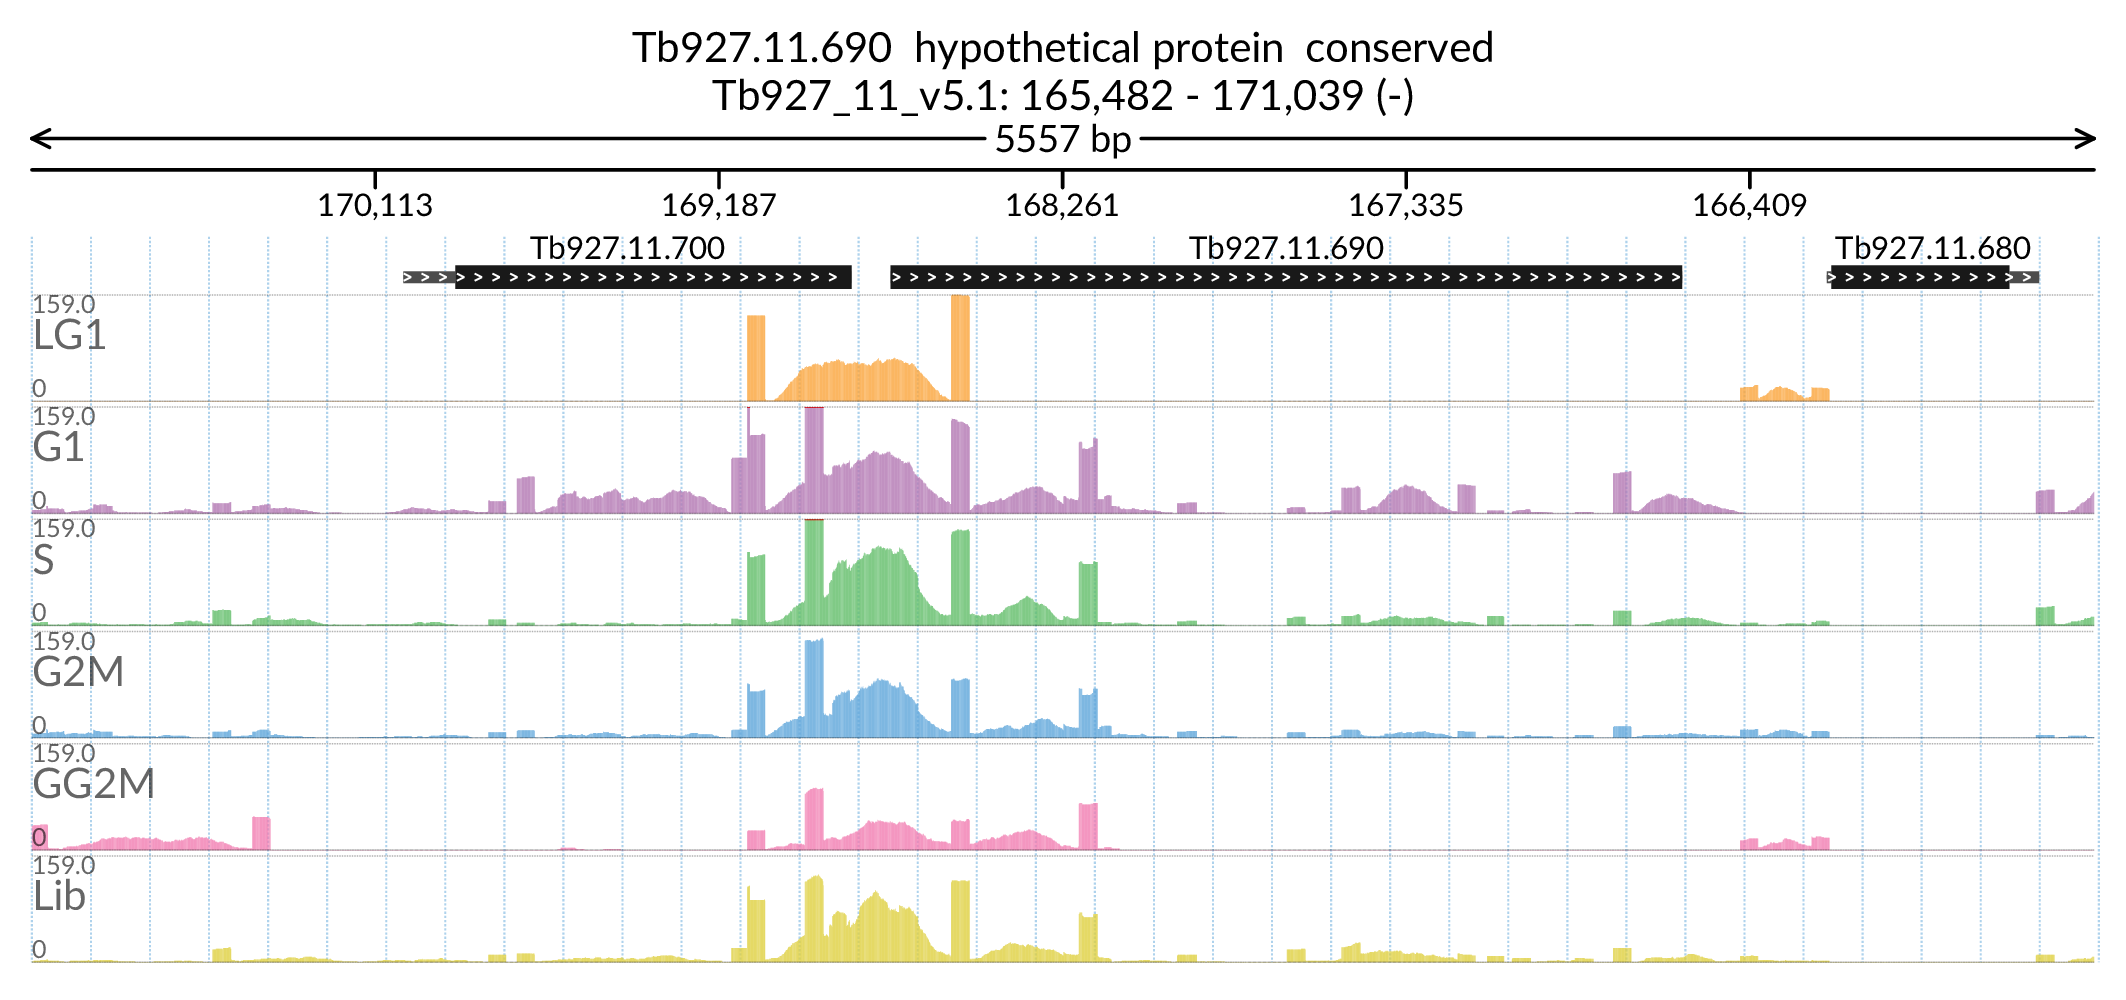 Tb927.11.690 hypothetical protein conserved
Tb927_11_v5.1: 165,482 - 171,039 (-)
5557 bp
170,113 169,187 168,261 167,335 166,409
Tb927.11.700 Tb927.11.690 Tb927.11.680
159.0
LG1
0
159.0
G1
0
159.0
S
0
159.0
G2M
0
159.0
GG2M
0
159.0
Lib
0